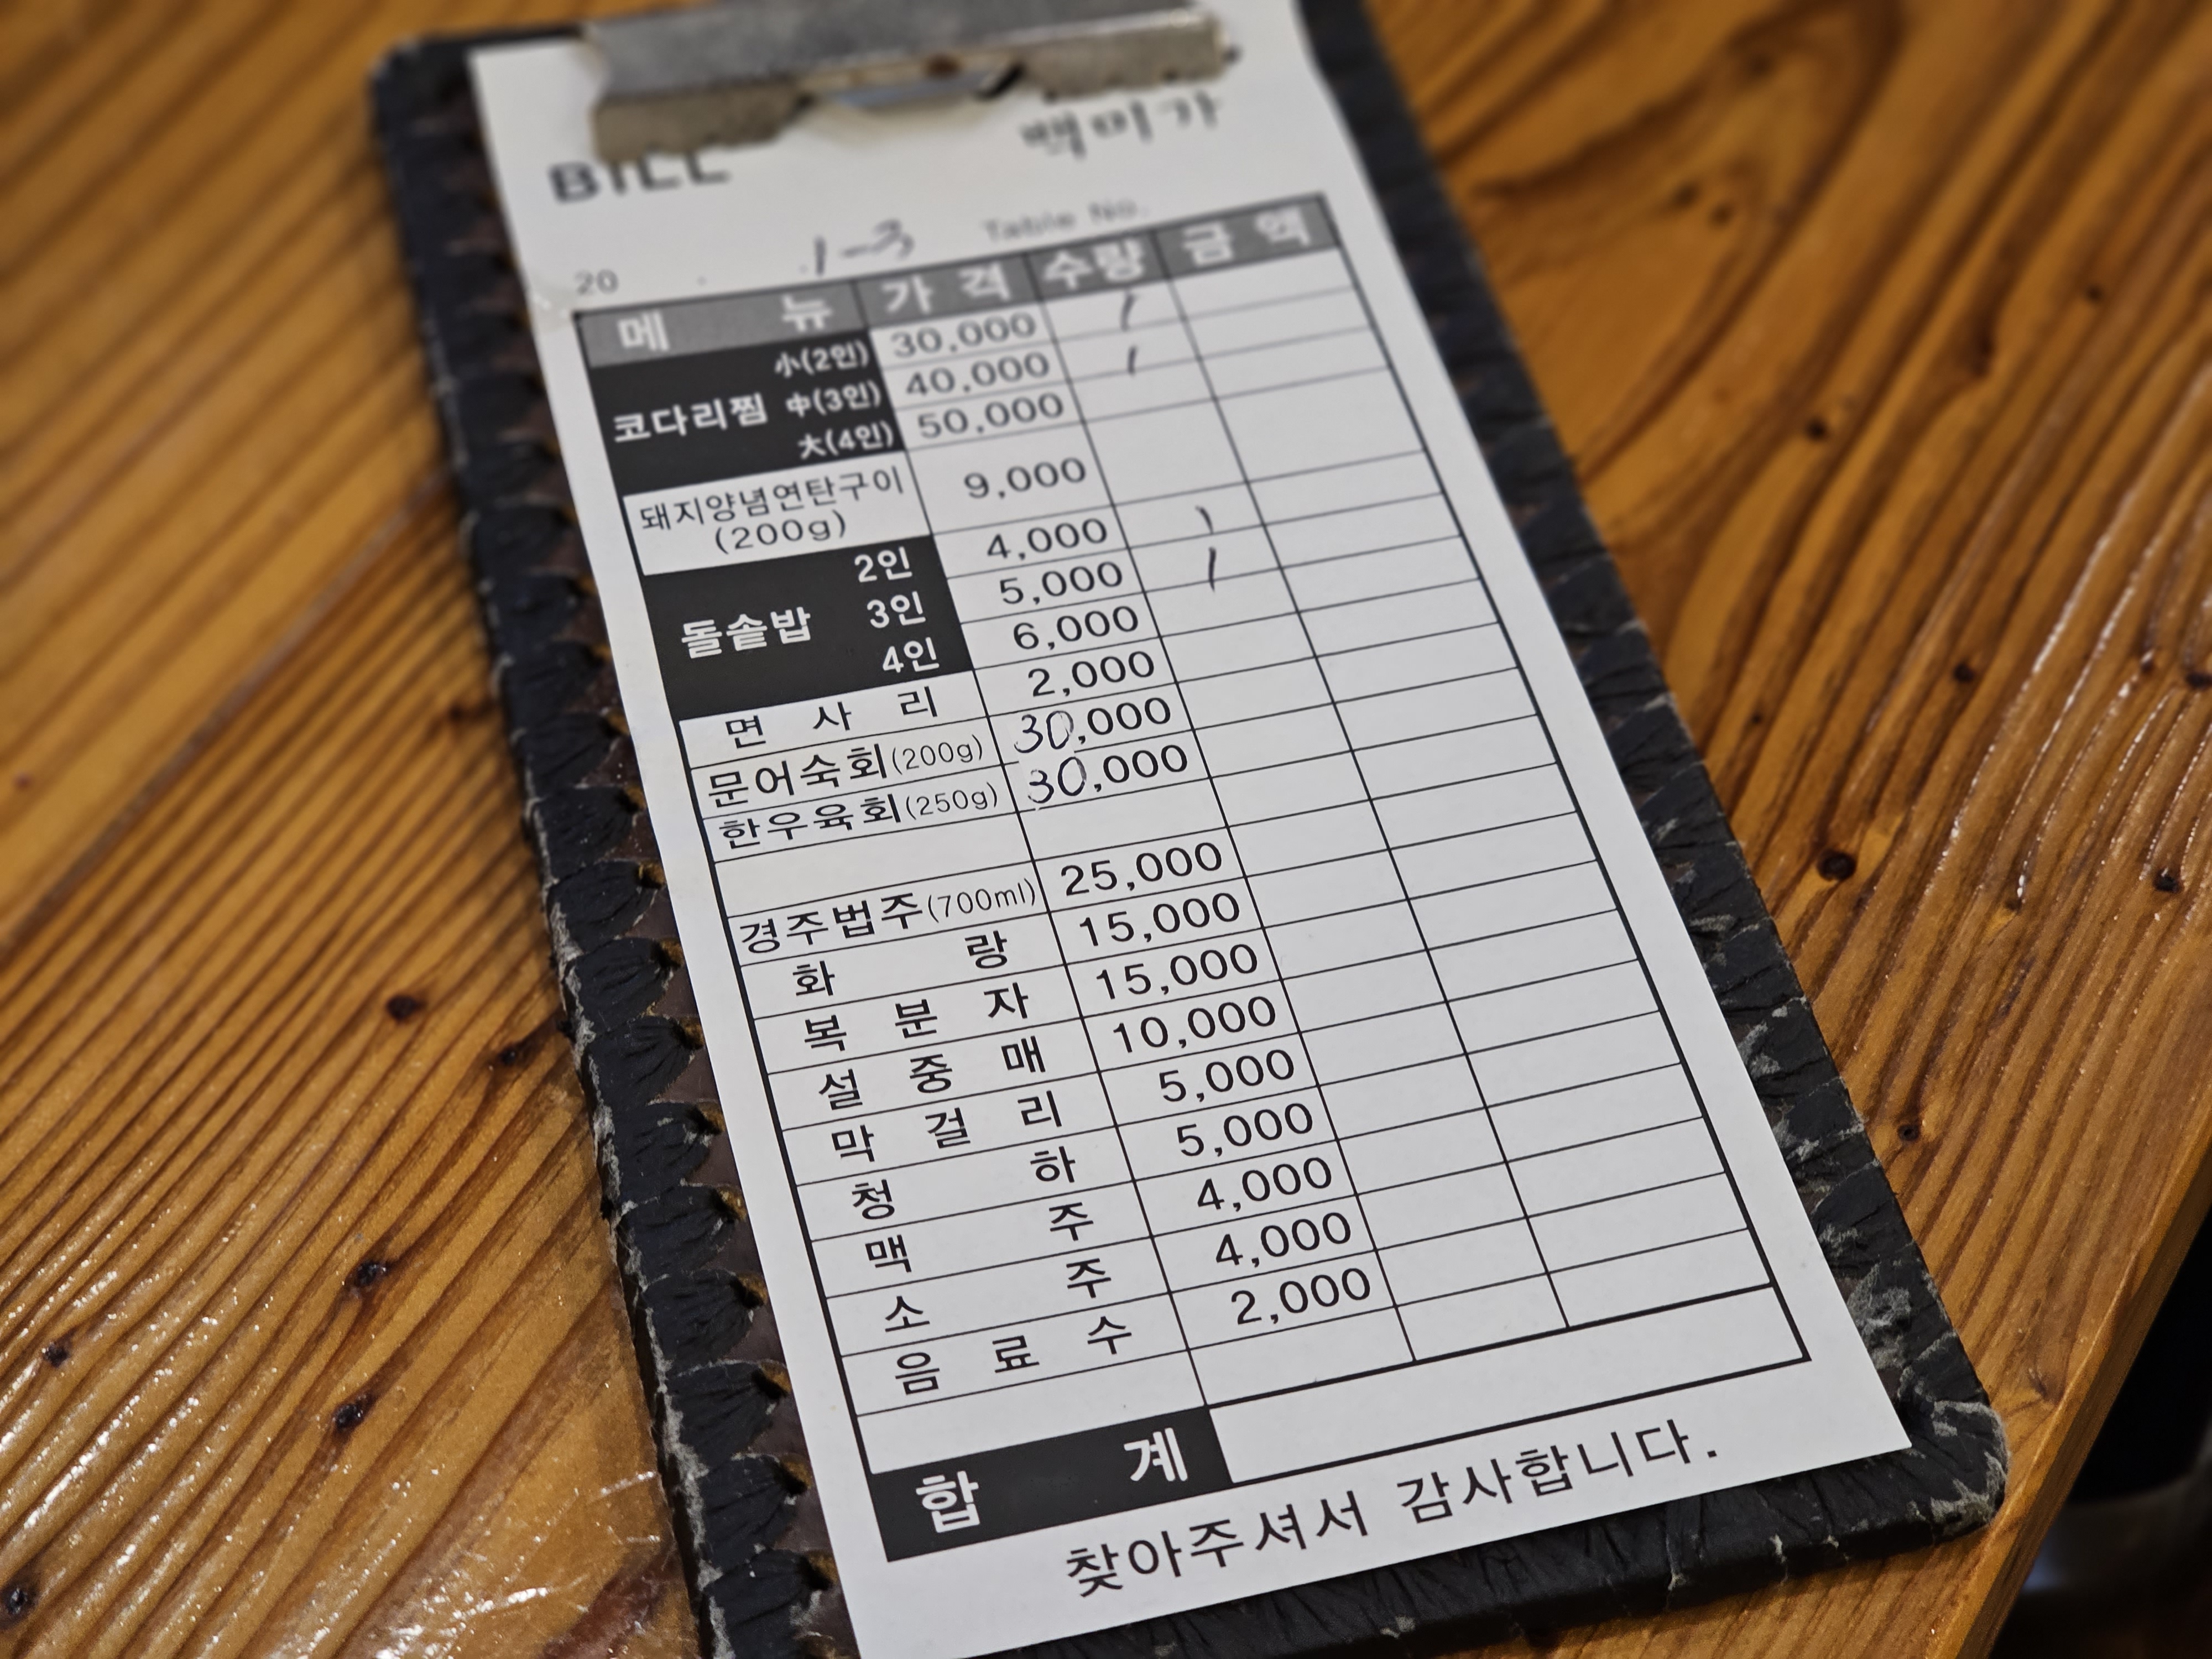 BILL 백미가
20 . 1-3 Table No.
메 뉴 가 격 수량 금 액
코다리찜 小(2인) 30,000 1
中(3인) 40,000 1
大(4인) 50,000
돼지양념연탄구이 9,000
(200g)
돌솥밥 2인 4,000 1
3인 5,000 1
4인 6,000
면 사 리 2,000
문어숙회(200g) 30,000
한우육회(250g) 30,000
경주법주(700ml) 25,000
화 랑 15,000
복 분 자 15,000
설 중 매 10,000
막 걸 리 5,000
청 하 5,000
맥 주 4,000
소 주 4,000
음 료 수 2,000
합 계
찾아주셔서 감사합니다.